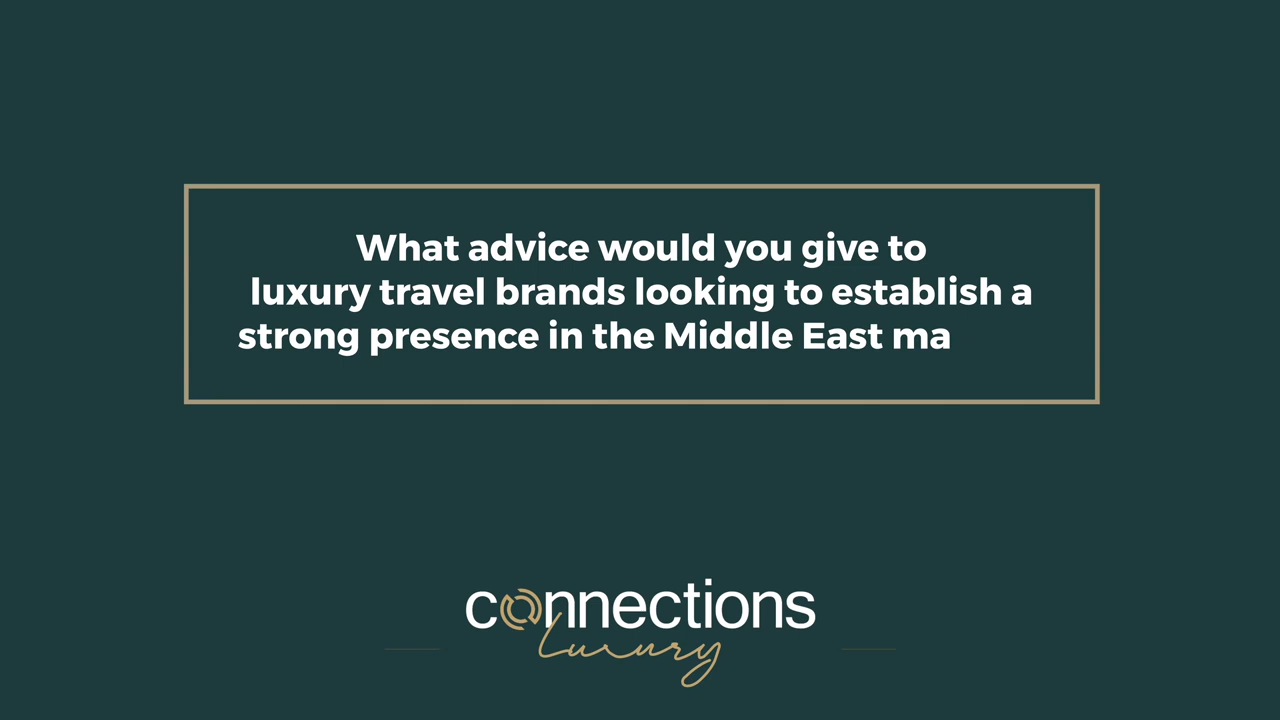 What advice would you give to
luxury travel brands looking to establish a
strong presence in the Middle East ma
connections
luxury